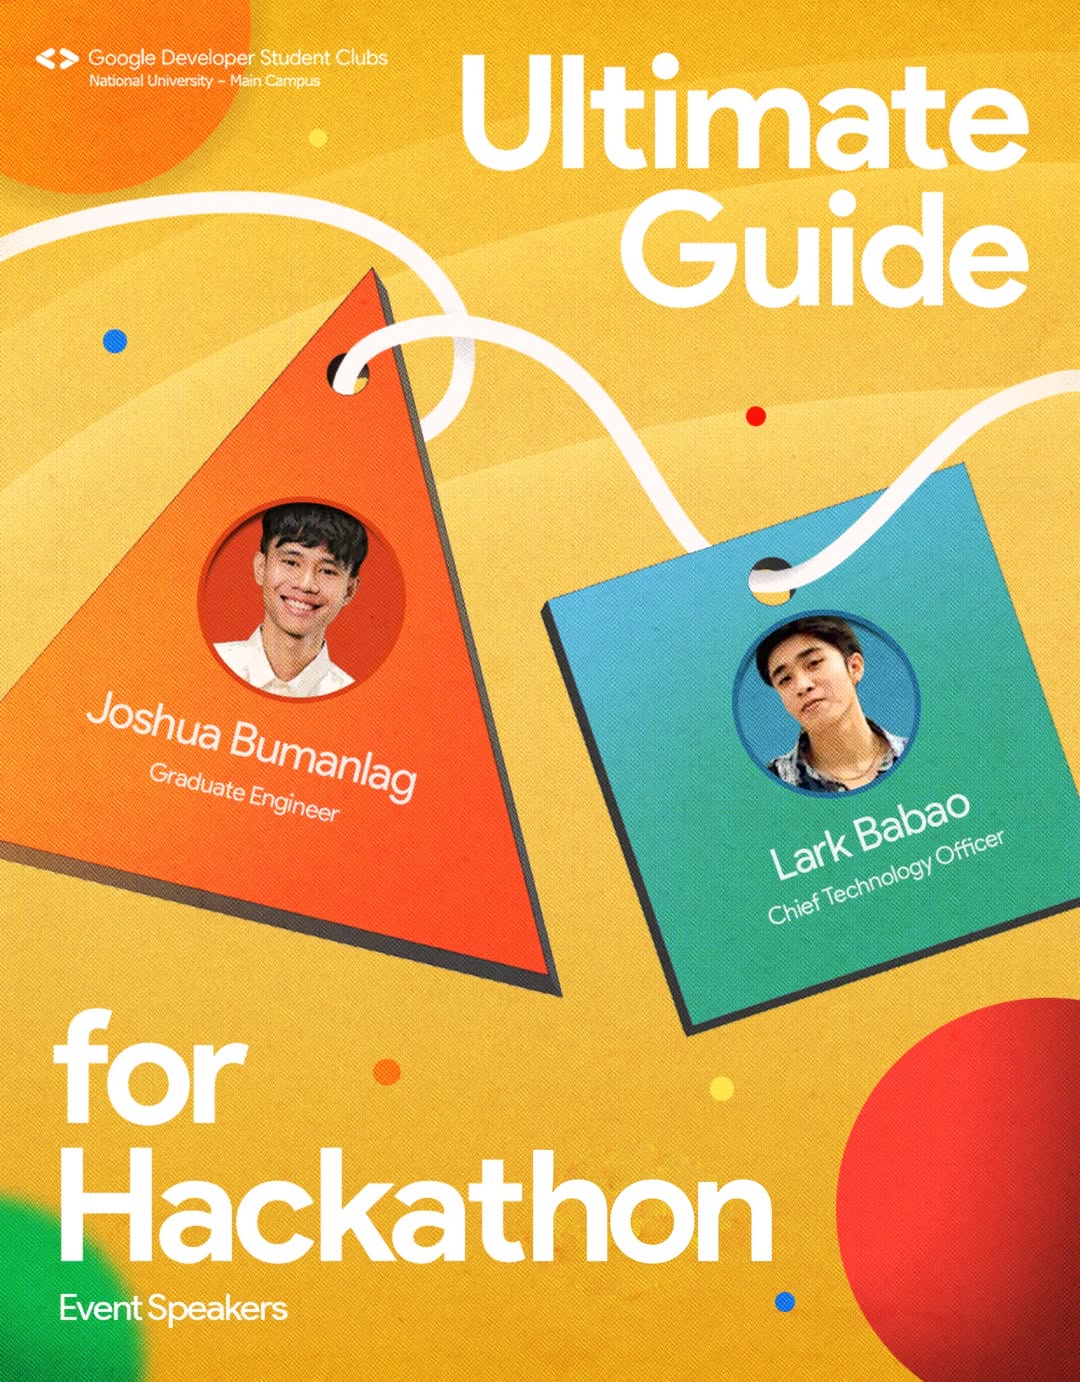 Google Developer Student Clubs
National University – Main Campus
Ultimate
Guide
Joshua Bumanlag
Graduate Engineer
Lark Babao
Chief Technology Officer
for
Hackathon
Event Speakers